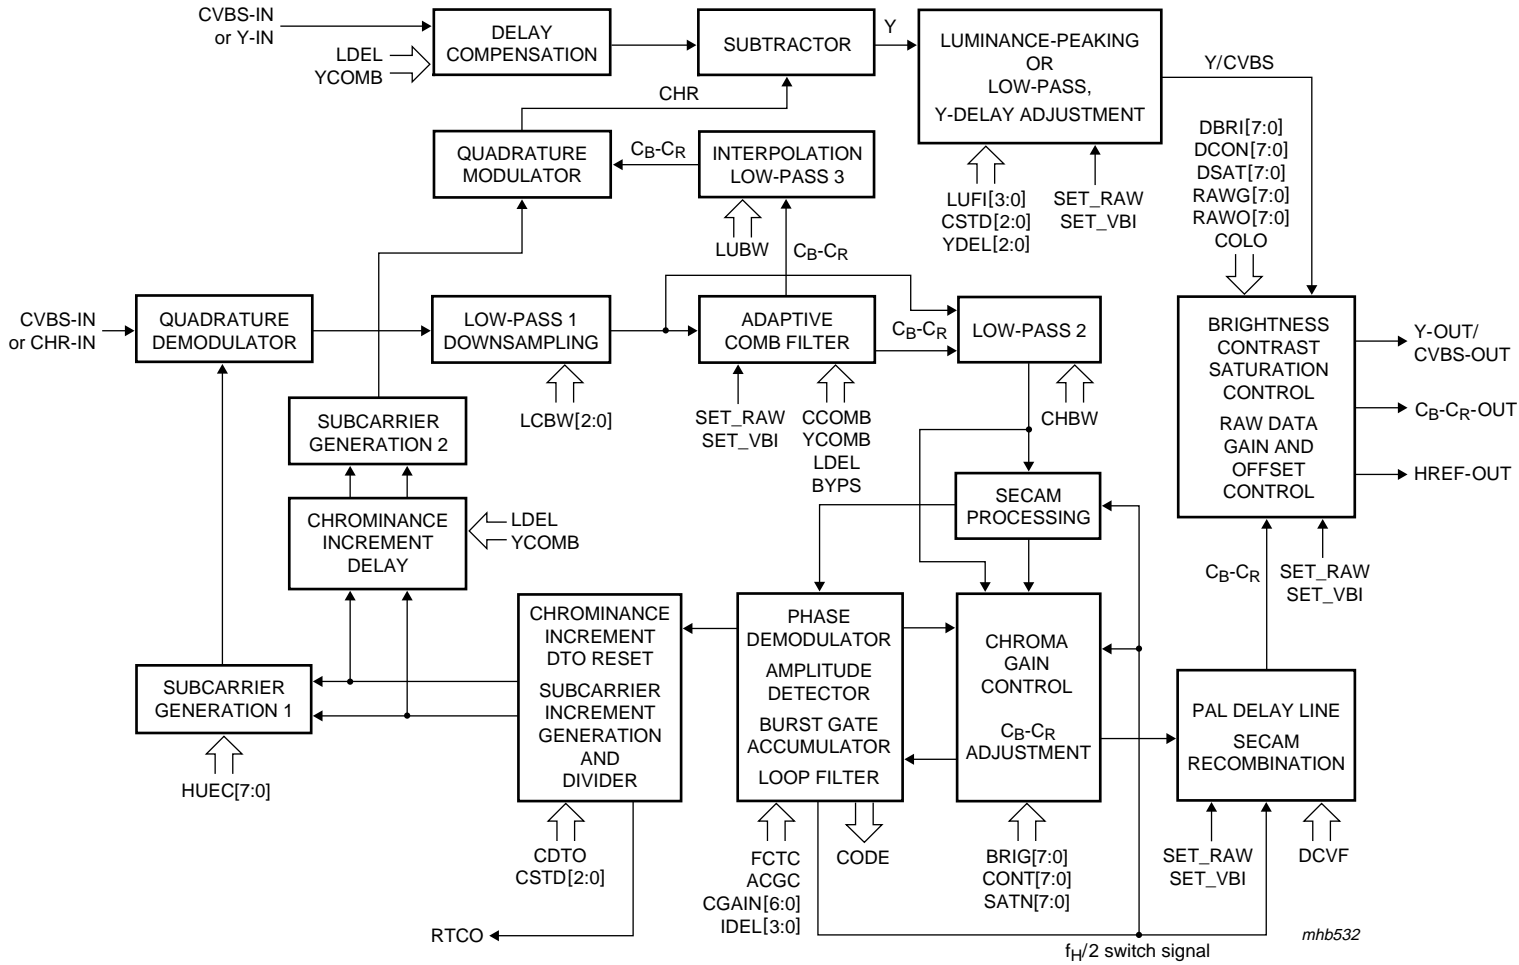 CVBS-IN
or Y-IN
LDEL
YCOMB
DELAY
COMPENSATION
SUBTRACTOR
Y
LUMINANCE-PEAKING
OR
LOW-PASS,
Y-DELAY ADJUSTMENT
Y/CVBS
CHR
QUADRATURE
MODULATOR
CB-CR
INTERPOLATION
LOW-PASS 3
LUBW
CB-CR
LUFI[3:0]
CSTD[2:0]
YDEL[2:0]
SET_RAW
SET_VBI
DBRI[7:0]
DCON[7:0]
DSAT[7:0]
RAWG[7:0]
RAWO[7:0]
COLO
CVBS-IN
or CHR-IN
QUADRATURE
DEMODULATOR
LOW-PASS 1
DOWNSAMPLING
LCBW[2:0]
ADAPTIVE
COMB FILTER
CB-CR
LOW-PASS 2
SET_RAW
SET_VBI
CCOMB
YCOMB
LDEL
BYPS
CHBW
BRIGHTNESS
CONTRAST
SATURATION
CONTROL
RAW DATA
GAIN AND
OFFSET
CONTROL
Y-OUT/
CVBS-OUT
CB-CR-OUT
HREF-OUT
SUBCARRIER
GENERATION 2
CHROMINANCE
INCREMENT
DELAY
LDEL
YCOMB
SECAM
PROCESSING
CB-CR
SET_RAW
SET_VBI
SUBCARRIER
GENERATION 1
HUEC[7:0]
CHROMINANCE
INCREMENT
DTO RESET
SUBCARRIER
INCREMENT
GENERATION
AND
DIVIDER
CDTO
CSTD[2:0]
PHASE
DEMODULATOR
AMPLITUDE
DETECTOR
BURST GATE
ACCUMULATOR
LOOP FILTER
FCTC
ACGC
CGAIN[6:0]
IDEL[3:0]
CODE
CHROMA
GAIN
CONTROL
CB-CR
ADJUSTMENT
BRIG[7:0]
CONT[7:0]
SATN[7:0]
PAL DELAY LINE
SECAM
RECOMBINATION
SET_RAW
SET_VBI
DCVF
RTCO
fH/2 switch signal
mhb532